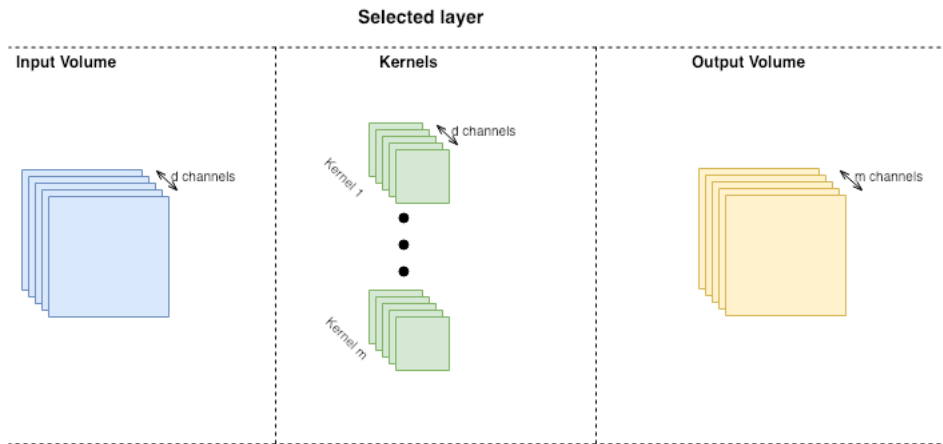 Selected layer
Input Volume
Kernels
Output Volume
d channels
Kernel 1
d channels
m channels
Kernel m